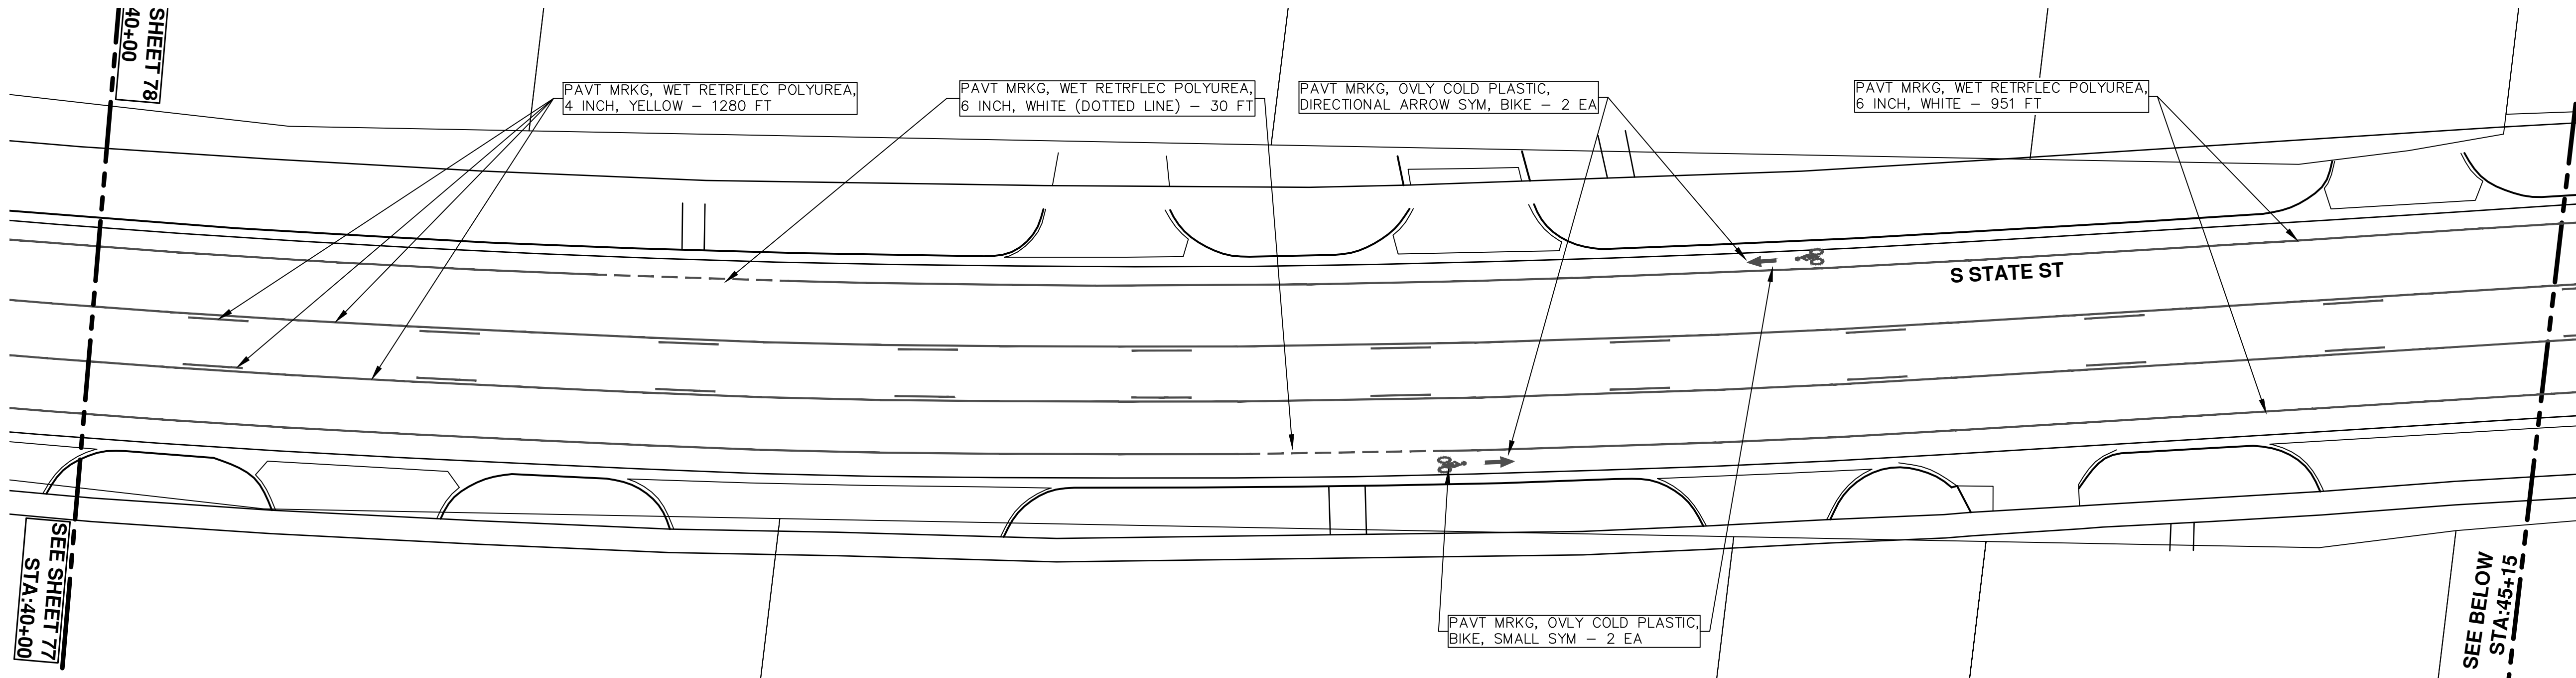 SHEET 78
40+00
PAVT MRKG, WET RETRFLEC POLYUREA,
4 INCH, YELLOW – 1280 FT
PAVT MRKG, WET RETRFLEC POLYUREA,
6 INCH, WHITE (DOTTED LINE) – 30 FT
PAVT MRKG, OVLY COLD PLASTIC,
DIRECTIONAL ARROW SYM, BIKE – 2 EA
PAVT MRKG, WET RETRFLEC POLYUREA,
6 INCH, WHITE – 951 FT
S STATE ST
SEE SHEET 77
STA:40+00
PAVT MRKG, OVLY COLD PLASTIC,
BIKE, SMALL SYM – 2 EA
SEE BELOW
STA:45+15